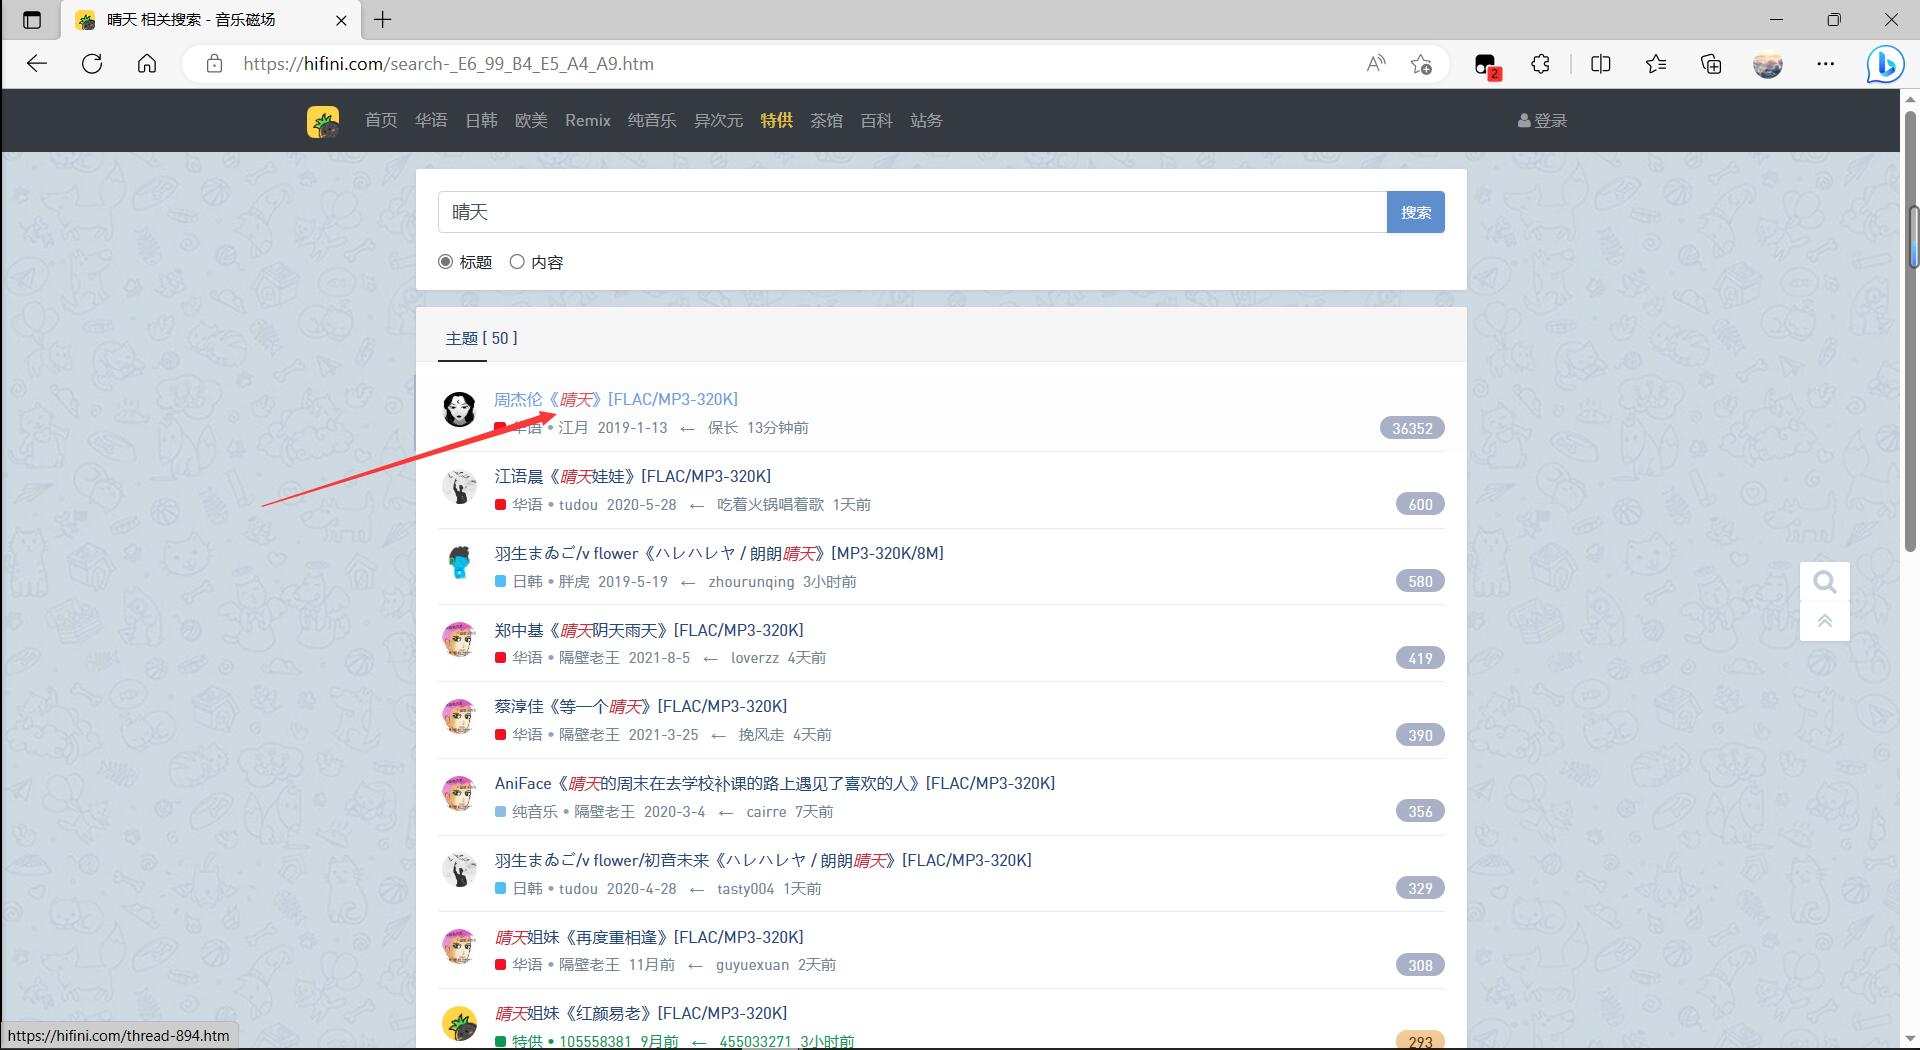 晴天 相关搜索 - 音乐磁场
https://hifini.com/search-_E6_99_B4_E5_A4_A9.htm
2
首页 华语 日韩 欧美 Remix 纯音乐 异次元 特供 茶馆 百科 站务 登录
晴天 搜索
标题 内容
主题 [ 50 ]
周杰伦《晴天》[FLAC/MP3-320K]
华语 • 江月 2019-1-13 ← 保长 13分钟前 36352
江语晨《晴天娃娃》[FLAC/MP3-320K]
华语 • tudou 2020-5-28 ← 吃着火锅唱着歌 1天前 600
羽生まゐご/v flower《ハレハレヤ / 朗朗晴天》[MP3-320K/8M]
日韩 • 胖虎 2019-5-19 ← zhourunqing 3小时前 580
郑中基《晴天阴天雨天》[FLAC/MP3-320K]
华语 • 隔壁老王 2021-8-5 ← loverzz 4天前 419
蔡淳佳《等一个晴天》[FLAC/MP3-320K]
华语 • 隔壁老王 2021-3-25 ← 挽风走 4天前 390
AniFace《晴天的周末在去学校补课的路上遇见了喜欢的人》[FLAC/MP3-320K]
纯音乐 • 隔壁老王 2020-3-4 ← cairre 7天前 356
羽生まゐご/v flower/初音未来《ハレハレヤ / 朗朗晴天》[FLAC/MP3-320K]
日韩 • tudou 2020-4-28 ← tasty004 1天前 329
晴天姐妹《再度重相逢》[FLAC/MP3-320K]
华语 • 隔壁老王 11月前 ← guyuexuan 2天前 308
晴天姐妹《红颜易老》[FLAC/MP3-320K]
特供 • 105558381 9月前 ← 455033271 3小时前 293
https://hifini.com/thread-894.htm